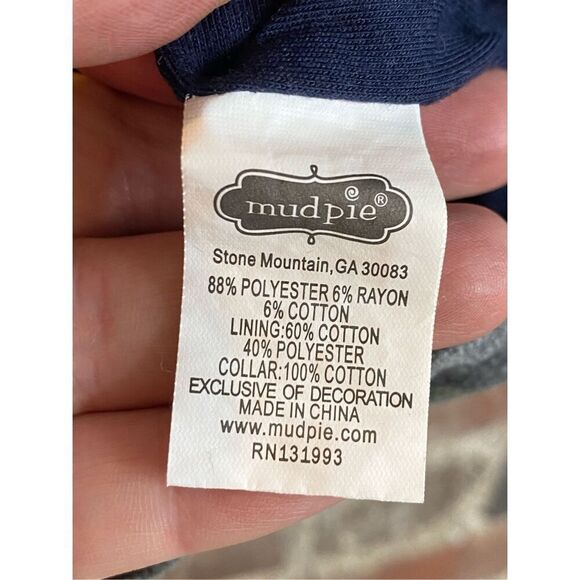 mudpie®
Stone Mountain,GA 30083
88% POLYESTER 6% RAYON
6% COTTON
LINING:60% COTTON
40% POLYESTER
COLLAR:100% COTTON
EXCLUSIVE OF DECORATION
MADE IN CHINA
www.mudpie.com
RN131993